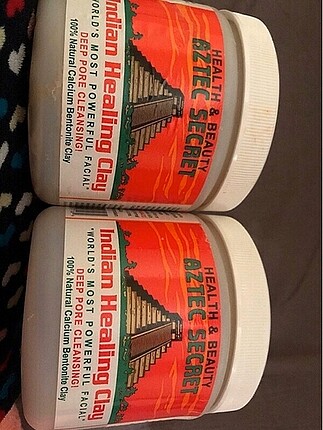 HEALTH & BEAUTY
AZTEC SECRET
Indian Healing Clay
"WORLD'S MOST POWERFUL FACIAL"
DEEP PORE CLEANSING!
100% Natural Calcium Bentonite Clay
HEALTH & BEAUTY
AZTEC SECRET
Indian Healing Clay
"WORLD'S MOST POWERFUL FACIAL"
DEEP PORE CLEANSING!
100% Natural Calcium Bentonite Clay